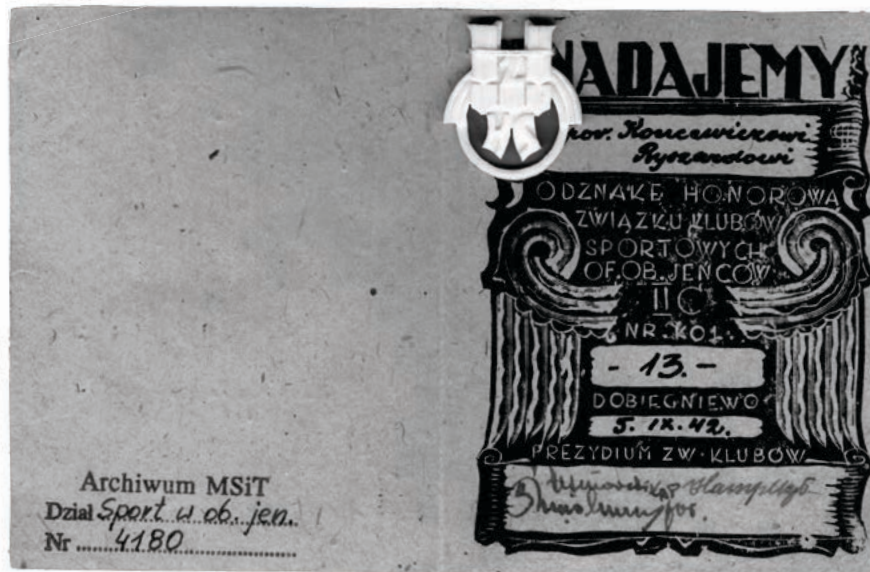 NADAJEMY
por. Koncewiczowi
Ryszardowi
ODZNAKĘ HONOROWĄ
ZWIĄZKU KLUBÓW
SPORTOWYCH
OF. OB. JEŃCÓW
II C
NR. KOL.
- 13. -
DOBIEGNIEWO
5. IX. 42.
PREZYDIUM ZW. KLUBÓW
Archiwum MSiT
Dział Sport w ob. jen.
Nr 4180